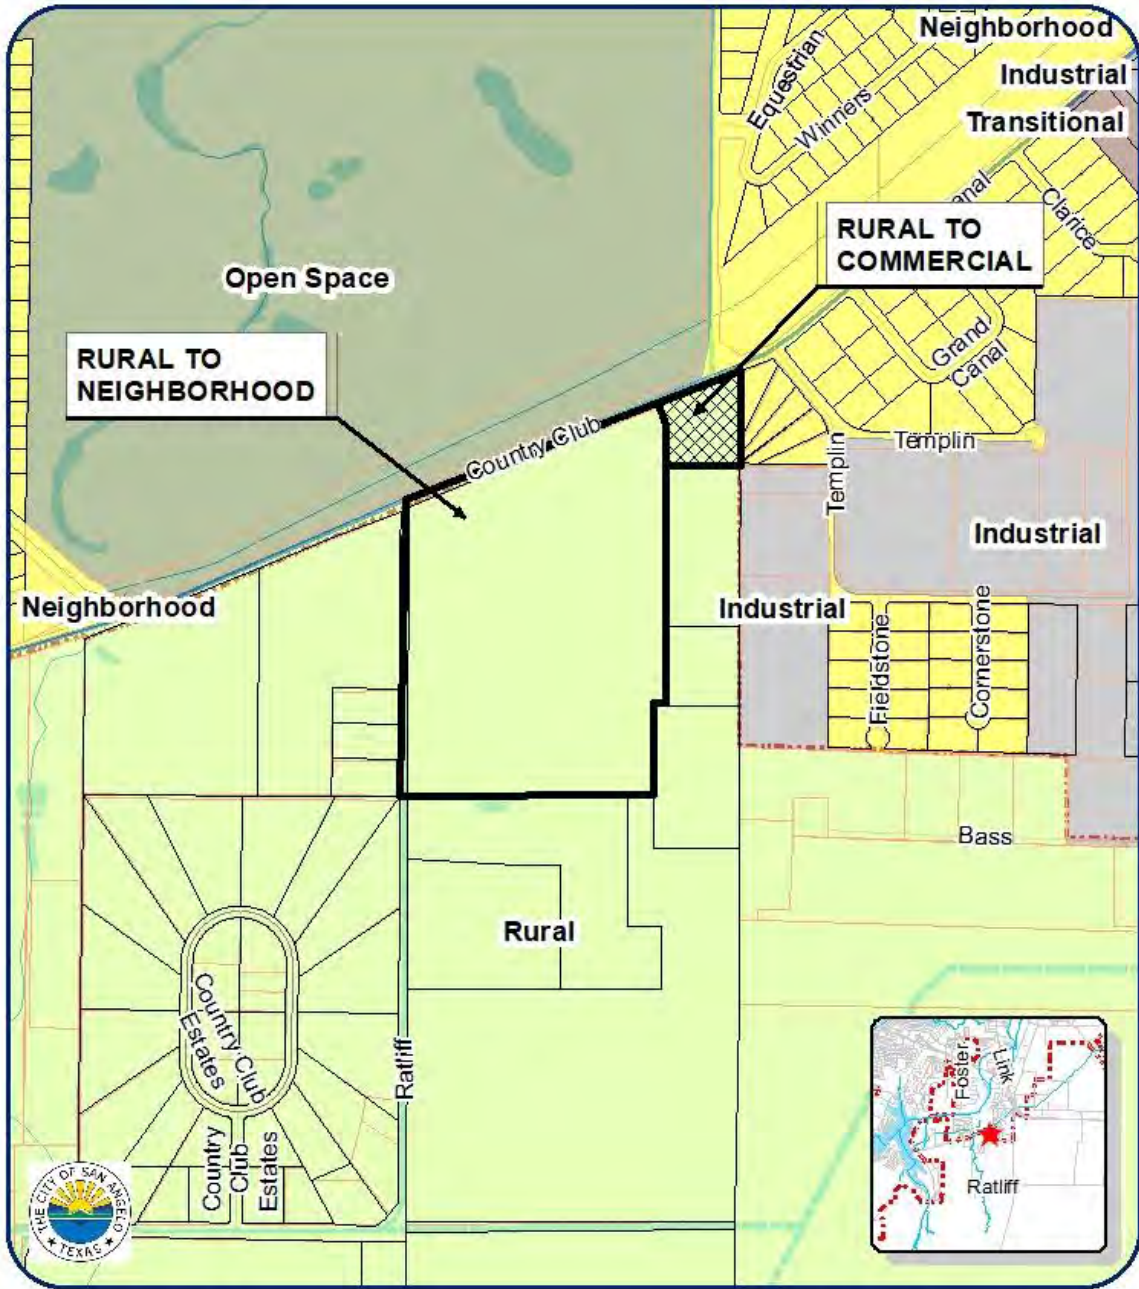 Neighborhood
Industrial
Transitional
Equestrian
Winners
anal
Clarice
RURAL TO
COMMERCIAL
Open Space
RURAL TO
NEIGHBORHOOD
Grand
Canal
Country Club
Templin
Templin
Industrial
Neighborhood
Industrial
Fieldstone
Cornerstone
Bass
Rural
Country Club
Estates
Ratliff
Country
Club
Estates
Foster
Link
Ratliff
THE CITY OF SAN ANGELO
TEXAS